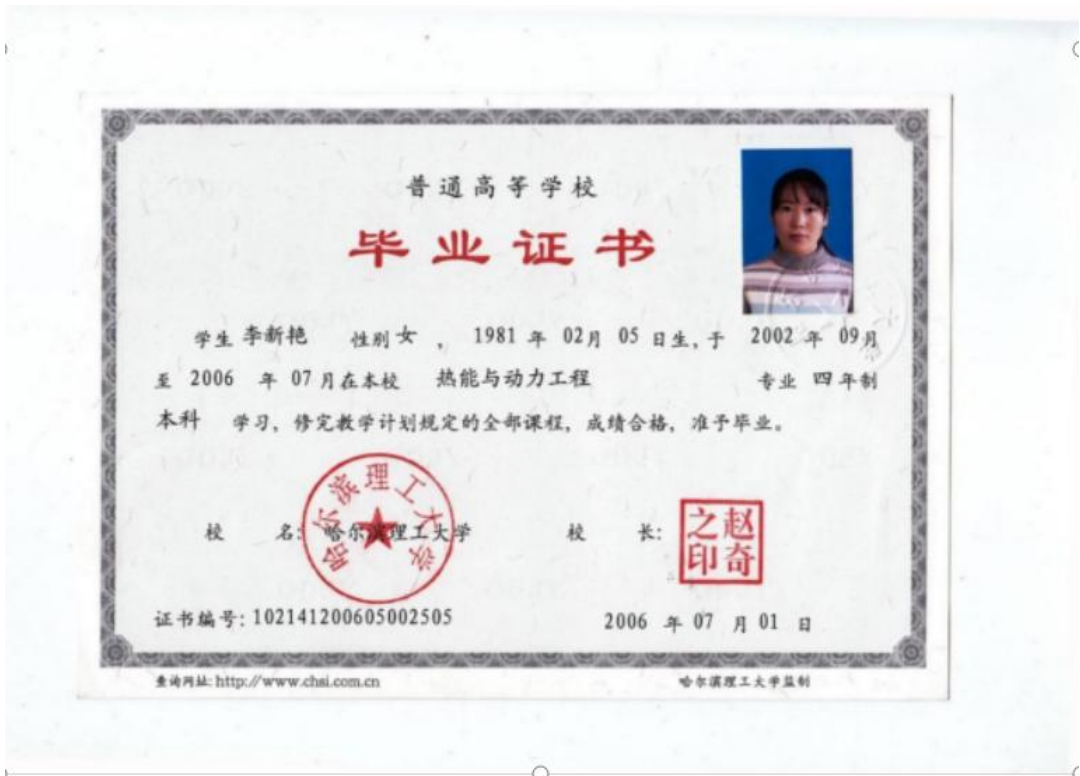 普通高等学校
毕业证书
学生 李新艳 性别 女 , 1981 年 02月 05 日生, 于 2002 年 09月
至 2006 年 07月在本校 热能与动力工程 专业 四年制
本科 学习, 修完教学计划规定的全部课程, 成绩合格, 准予毕业。
哈尔滨理工大学
校 名: 哈尔滨理工大学 校 长: 赵奇之印
证书编号: 102141200605002505 2006 年 07 月 01 日
查询网址: http://www.chsi.com.cn 哈尔滨理工大学监制